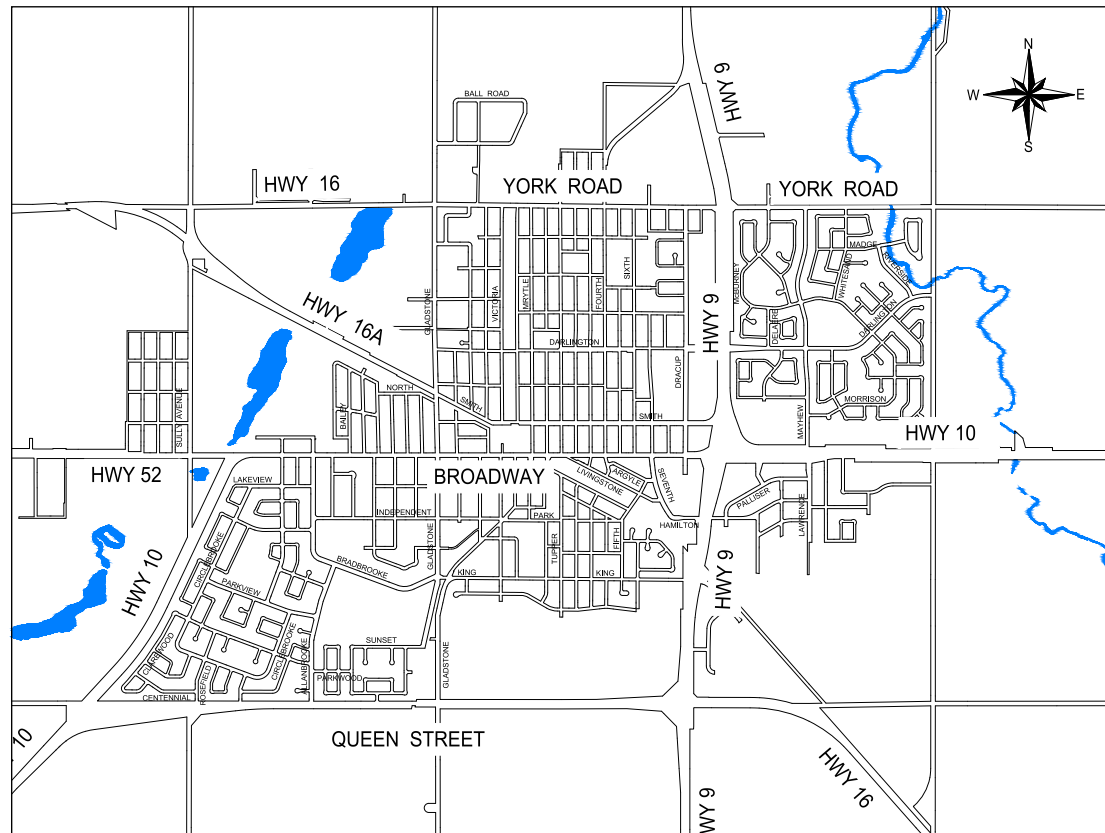 N
HWY 9
BALL ROAD
W
E
S
HWY 16
YORK ROAD
YORK ROAD
MADGE
RIVERSIDE
WHITESAND
SIXTH
McBURNEY
FOURTH
MRYTLE
VICTORIA
GLADSTONE
HWY 16A
HWY 9
DELAERE
DARLINGTON
DARLINGTON
DRACUP
NORTH
SMITH
SMITH
MORRISON
BAILEY
SULLY AVENUE
MAYHEW
HWY 10
HWY 52
BROADWAY
LAKEVIEW
LIVINGSTONE
ARGYLE
SEVENTH
PALLISER
LAWRENCE
INDEPENDENT
PARK
HAMILTON
GLADSTONE
TUPPER
FIFTH
CIRCLEBROOKE
BRADBROOKE
HWY 10
KING
KING
HWY 9
PARKVIEW
CLAREWOOD
CIRCLEBROOKE
SUNSET
GLADSTONE
ALLANBROOKE
PARKWOOD
ROSEFIELD
CENTENNIAL
10
QUEEN STREET
HWY 16
HWY 9